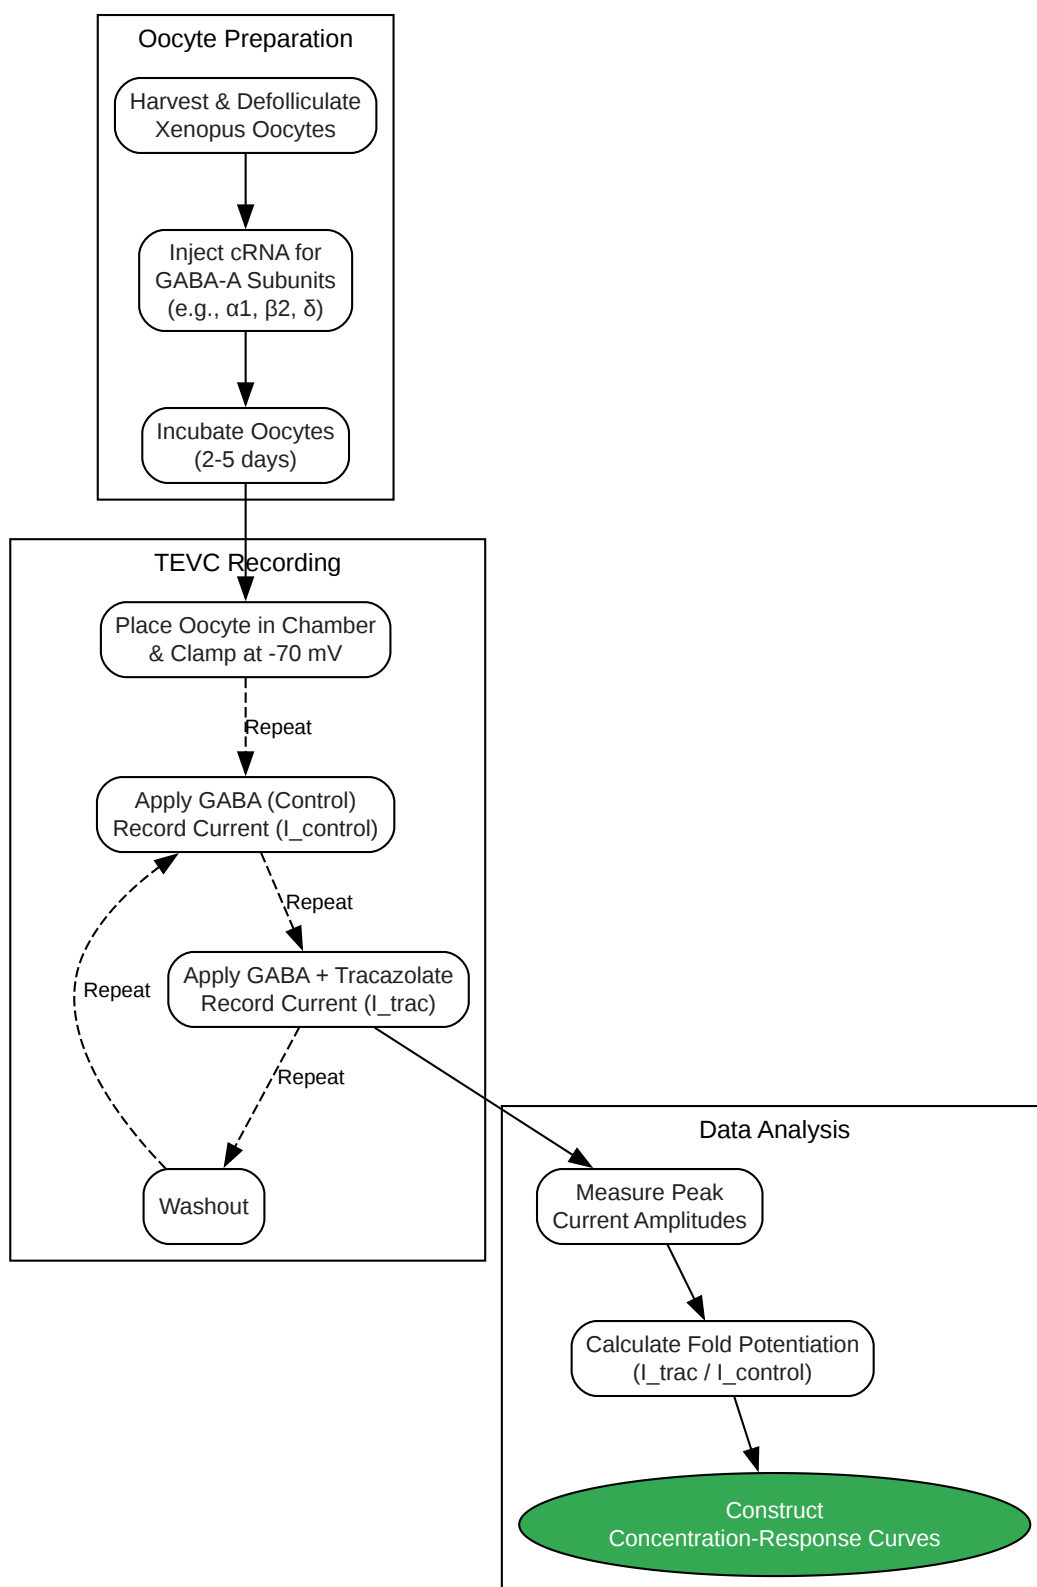 Oocyte Preparation
Harvest & Defolliculate
Xenopus Oocytes
Inject cRNA for
GABA-A Subunits
(e.g., α1, β2, δ)
Incubate Oocytes
(2-5 days)
TEVC Recording
Place Oocyte in Chamber
& Clamp at -70 mV
Repeat
Apply GABA (Control)
Record Current (I_control)
Repeat
Apply GABA + Tracazolate
Record Current (I_trac)
Repeat
Repeat
Washout
Data Analysis
Measure Peak
Current Amplitudes
Calculate Fold Potentiation
(I_trac / I_control)
Construct
Concentration-Response Curves